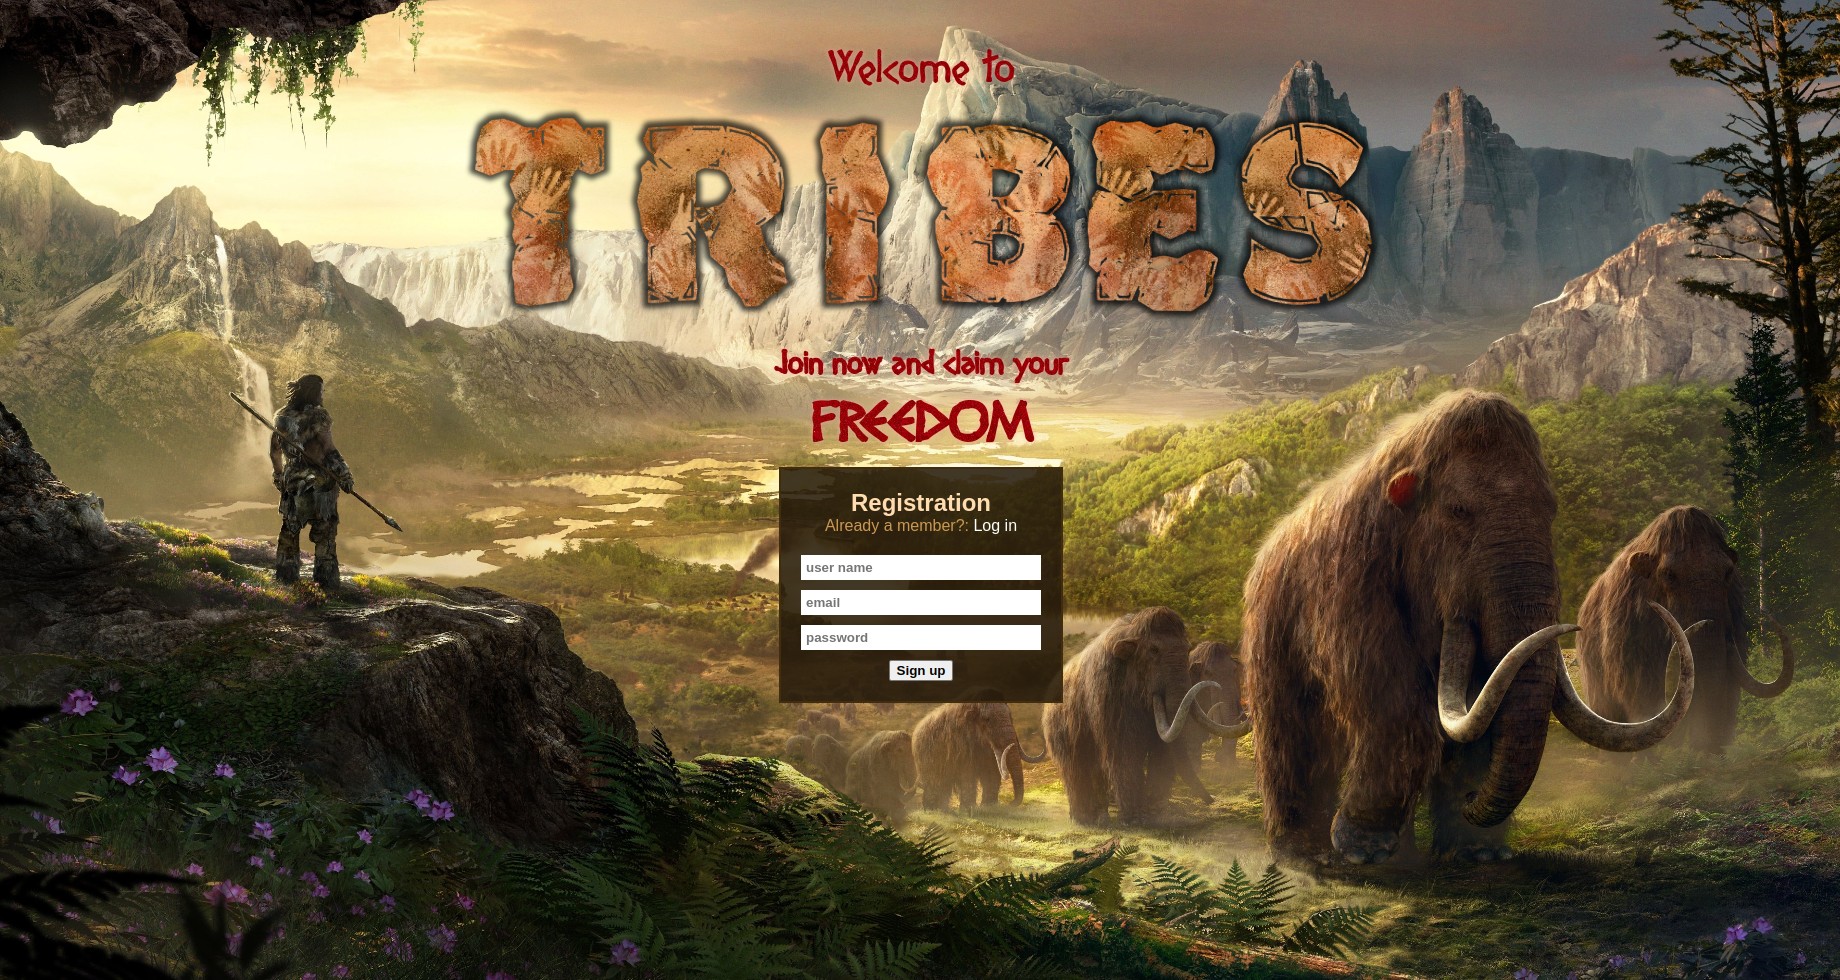 Welcome to
TRIBES
Join now and claim your
FREEDOM
Registration
Already a member?: Log in
user name
email
password
Sign up